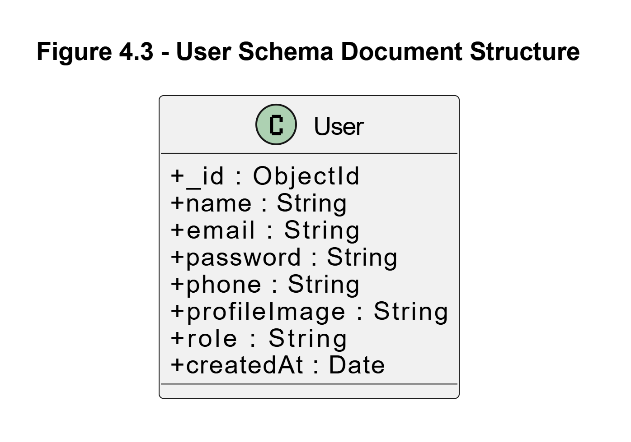 Figure 4.3 - User Schema Document Structure
C User
+_id : ObjectId
+name : String
+email : String
+password : String
+phone : String
+profileImage : String
+role : String
+createdAt : Date